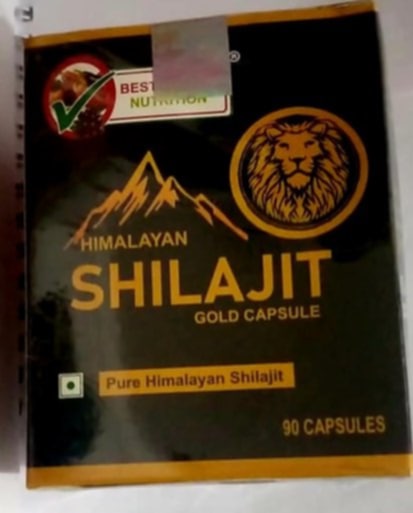 BEST
NUTRITION
HIMALAYAN
SHILAJIT
GOLD CAPSULE
Pure Himalayan Shilajit
90 CAPSULES